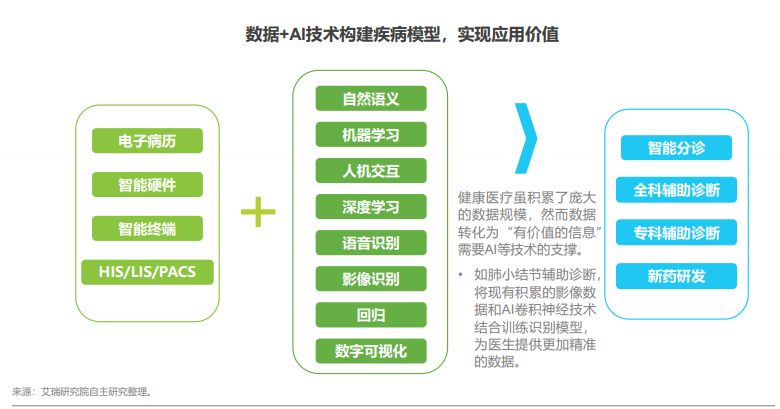 数据+AI技术构建疾病模型，实现应用价值
电子病历
智能硬件
智能终端
HIS/LIS/PACS
自然语义
机器学习
人机交互
深度学习
语音识别
影像识别
回归
数字可视化
健康医疗虽积累了庞大
的数据规模，然而数据
转化为“有价值的信息”
需要AI等技术的支撑。
• 如肺小结节辅助诊断，
将现有积累的影像数
据和AI卷积神经技术
结合训练识别模型，
为医生提供更加精准
的数据。
智能分诊
全科辅助诊断
专科辅助诊断
新药研发
来源：艾瑞研究院自主研究整理。